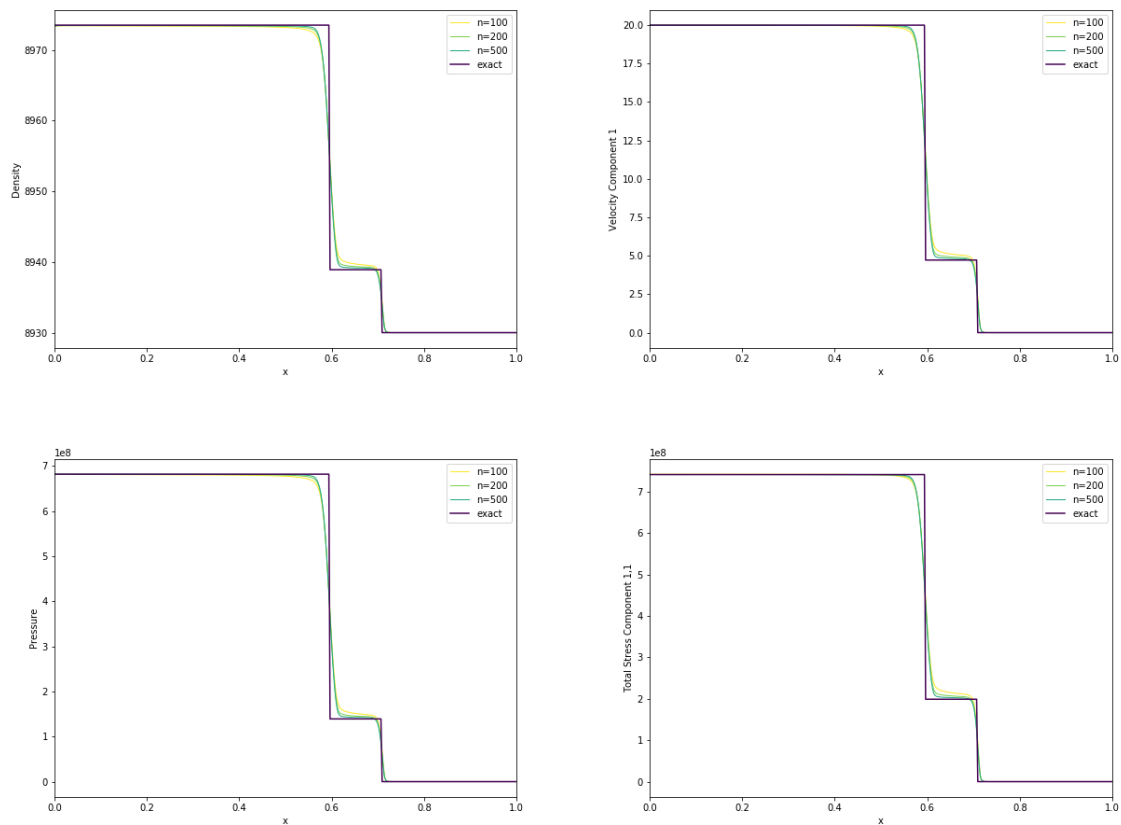 8970
8960
8950
8940
8930
Density
0.0 0.2 0.4 0.6 0.8 1.0
x
n=100
n=200
n=500
exact
20.0
17.5
15.0
12.5
10.0
7.5
5.0
2.5
0.0
Velocity Component 1
0.0 0.2 0.4 0.6 0.8 1.0
x
n=100
n=200
n=500
exact
1e8
7
6
5
4
3
2
1
0
Pressure
0.0 0.2 0.4 0.6 0.8 1.0
x
n=100
n=200
n=500
exact
1e8
7
6
5
4
3
2
1
0
Total Stress Component 1,1
0.0 0.2 0.4 0.6 0.8 1.0
x
n=100
n=200
n=500
exact